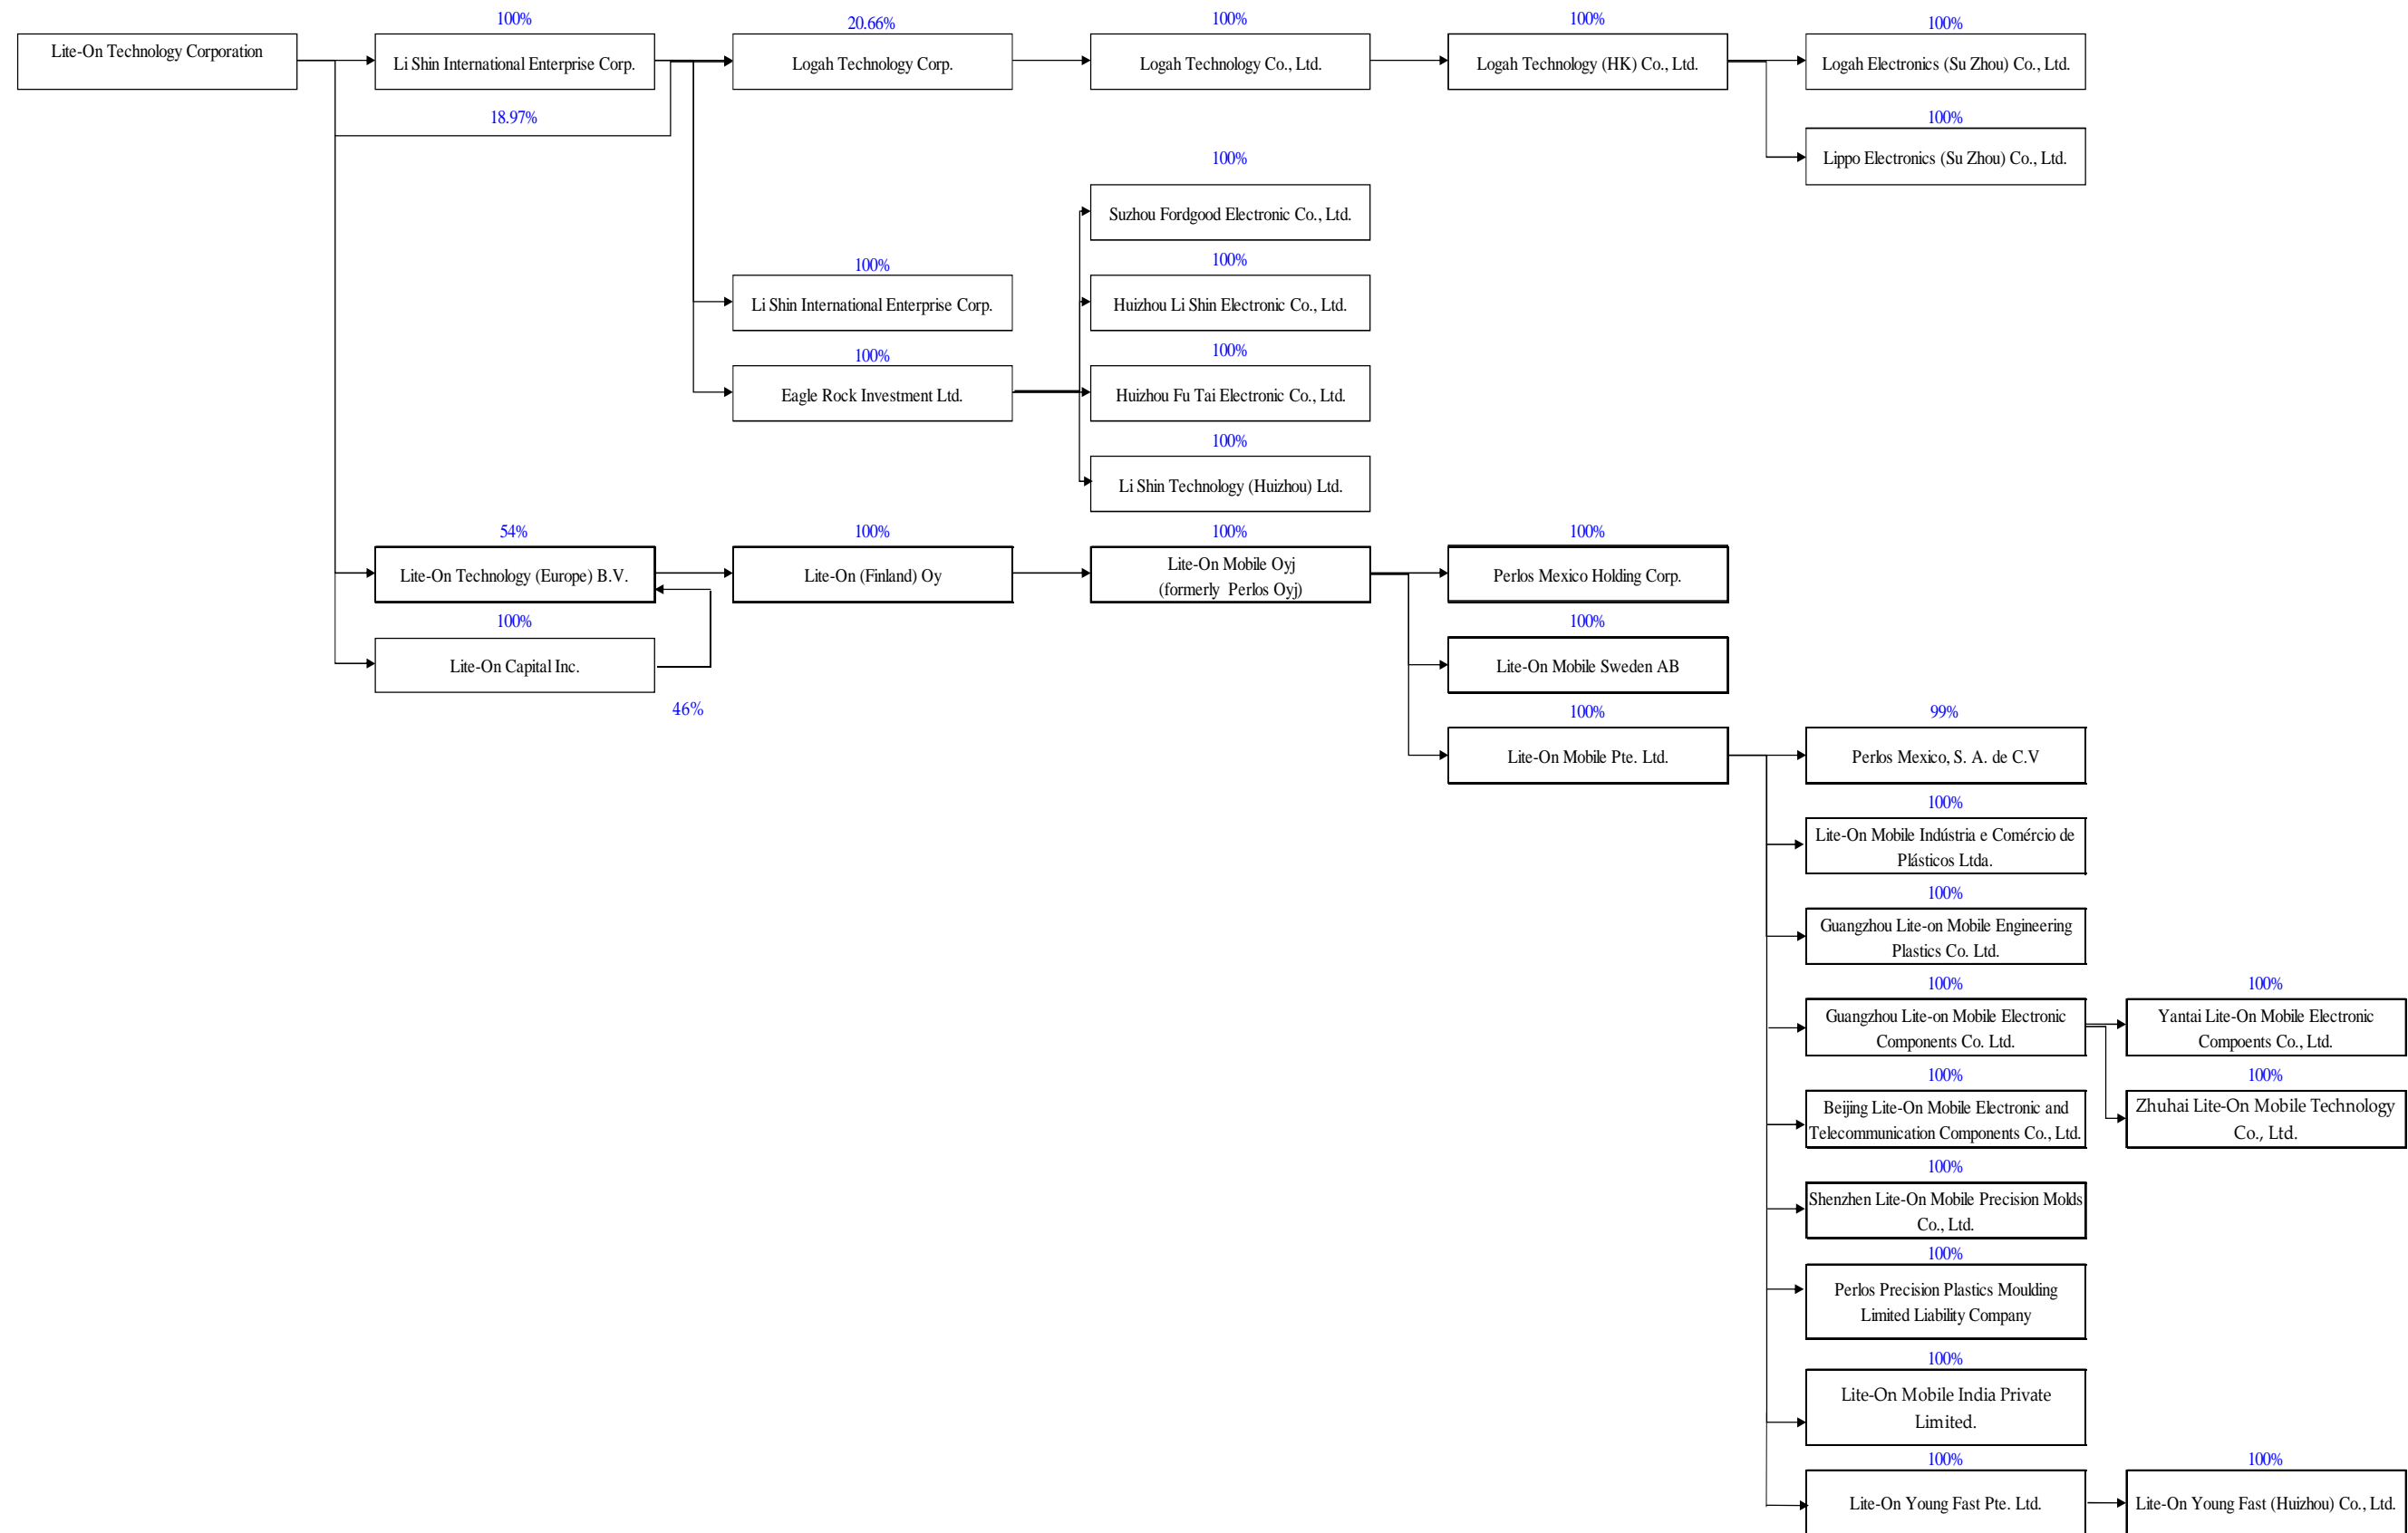 100%
20.66%
100%
100%
100%
Lite-On Technology Corporation
Li Shin International Enterprise Corp.
Logah Technology Corp.
Logah Technology Co., Ltd.
Logah Technology (HK) Co., Ltd.
Logah Electronics (Su Zhou) Co., Ltd.
18.97%
100%
Lippo Electronics (Su Zhou) Co., Ltd.
100%
Suzhou Fordgood Electronic Co., Ltd.
100%
100%
Li Shin International Enterprise Corp.
Huizhou Li Shin Electronic Co., Ltd.
100%
100%
Eagle Rock Investment Ltd.
Huizhou Fu Tai Electronic Co., Ltd.
100%
Li Shin Technology (Huizhou) Ltd.
54%
100%
100%
100%
Lite-On Technology (Europe) B.V.
Lite-On (Finland) Oy
Lite-On Mobile Oyj
(formerly Perlos Oyj)
Perlos Mexico Holding Corp.
100%
100%
Lite-On Capital Inc.
Lite-On Mobile Sweden AB
46%
100%
99%
Lite-On Mobile Pte. Ltd.
Perlos Mexico, S. A. de C.V
100%
Lite-On Mobile Indústria e Comércio de
Plásticos Ltda.
100%
Guangzhou Lite-on Mobile Engineering
Plastics Co. Ltd.
100%
100%
Guangzhou Lite-on Mobile Electronic
Components Co. Ltd.
Yantai Lite-On Mobile Electronic
Compoents Co., Ltd.
100%
100%
Beijing Lite-On Mobile Electronic and
Telecommunication Components Co., Ltd.
Zhuhai Lite-On Mobile Technology
Co., Ltd.
100%
Shenzhen Lite-On Mobile Precision Molds
Co., Ltd.
100%
Perlos Precision Plastics Moulding
Limited Liability Company
100%
Lite-On Mobile India Private
Limited.
100%
100%
Lite-On Young Fast Pte. Ltd.
Lite-On Young Fast (Huizhou) Co., Ltd.